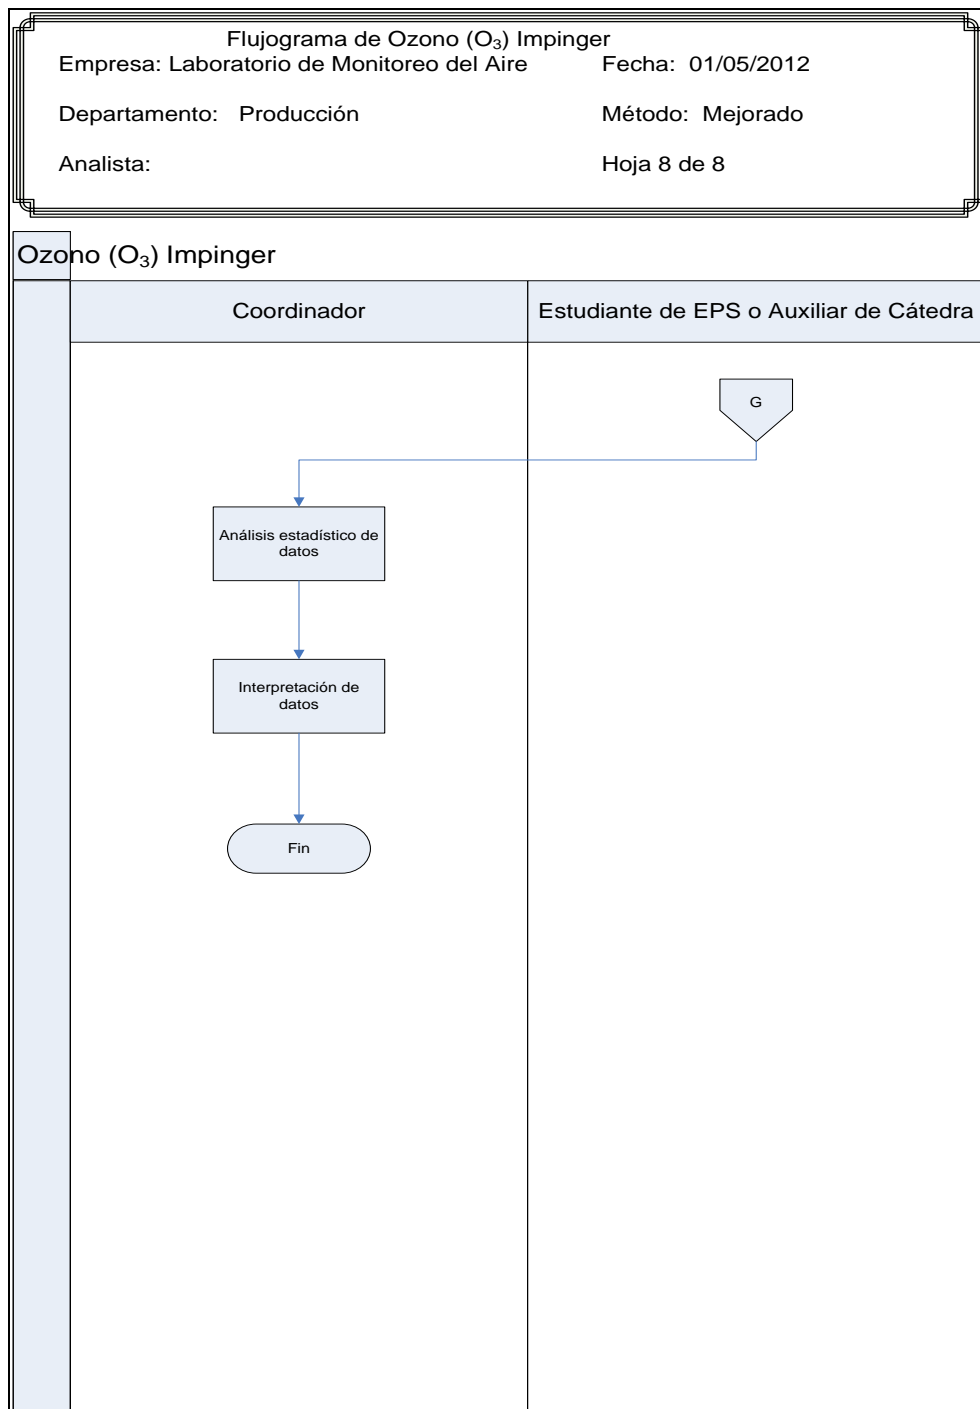 Flujograma de Ozono (O₃) Impinger
Empresa: Laboratorio de Monitoreo del Aire Fecha: 01/05/2012
Departamento: Producción Método: Mejorado
Analista: Hoja 8 de 8
Ozono (O₃) Impinger
Coordinador Estudiante de EPS o Auxiliar de Cátedra
G
Análisis estadístico de
datos
Interpretación de
datos
Fin